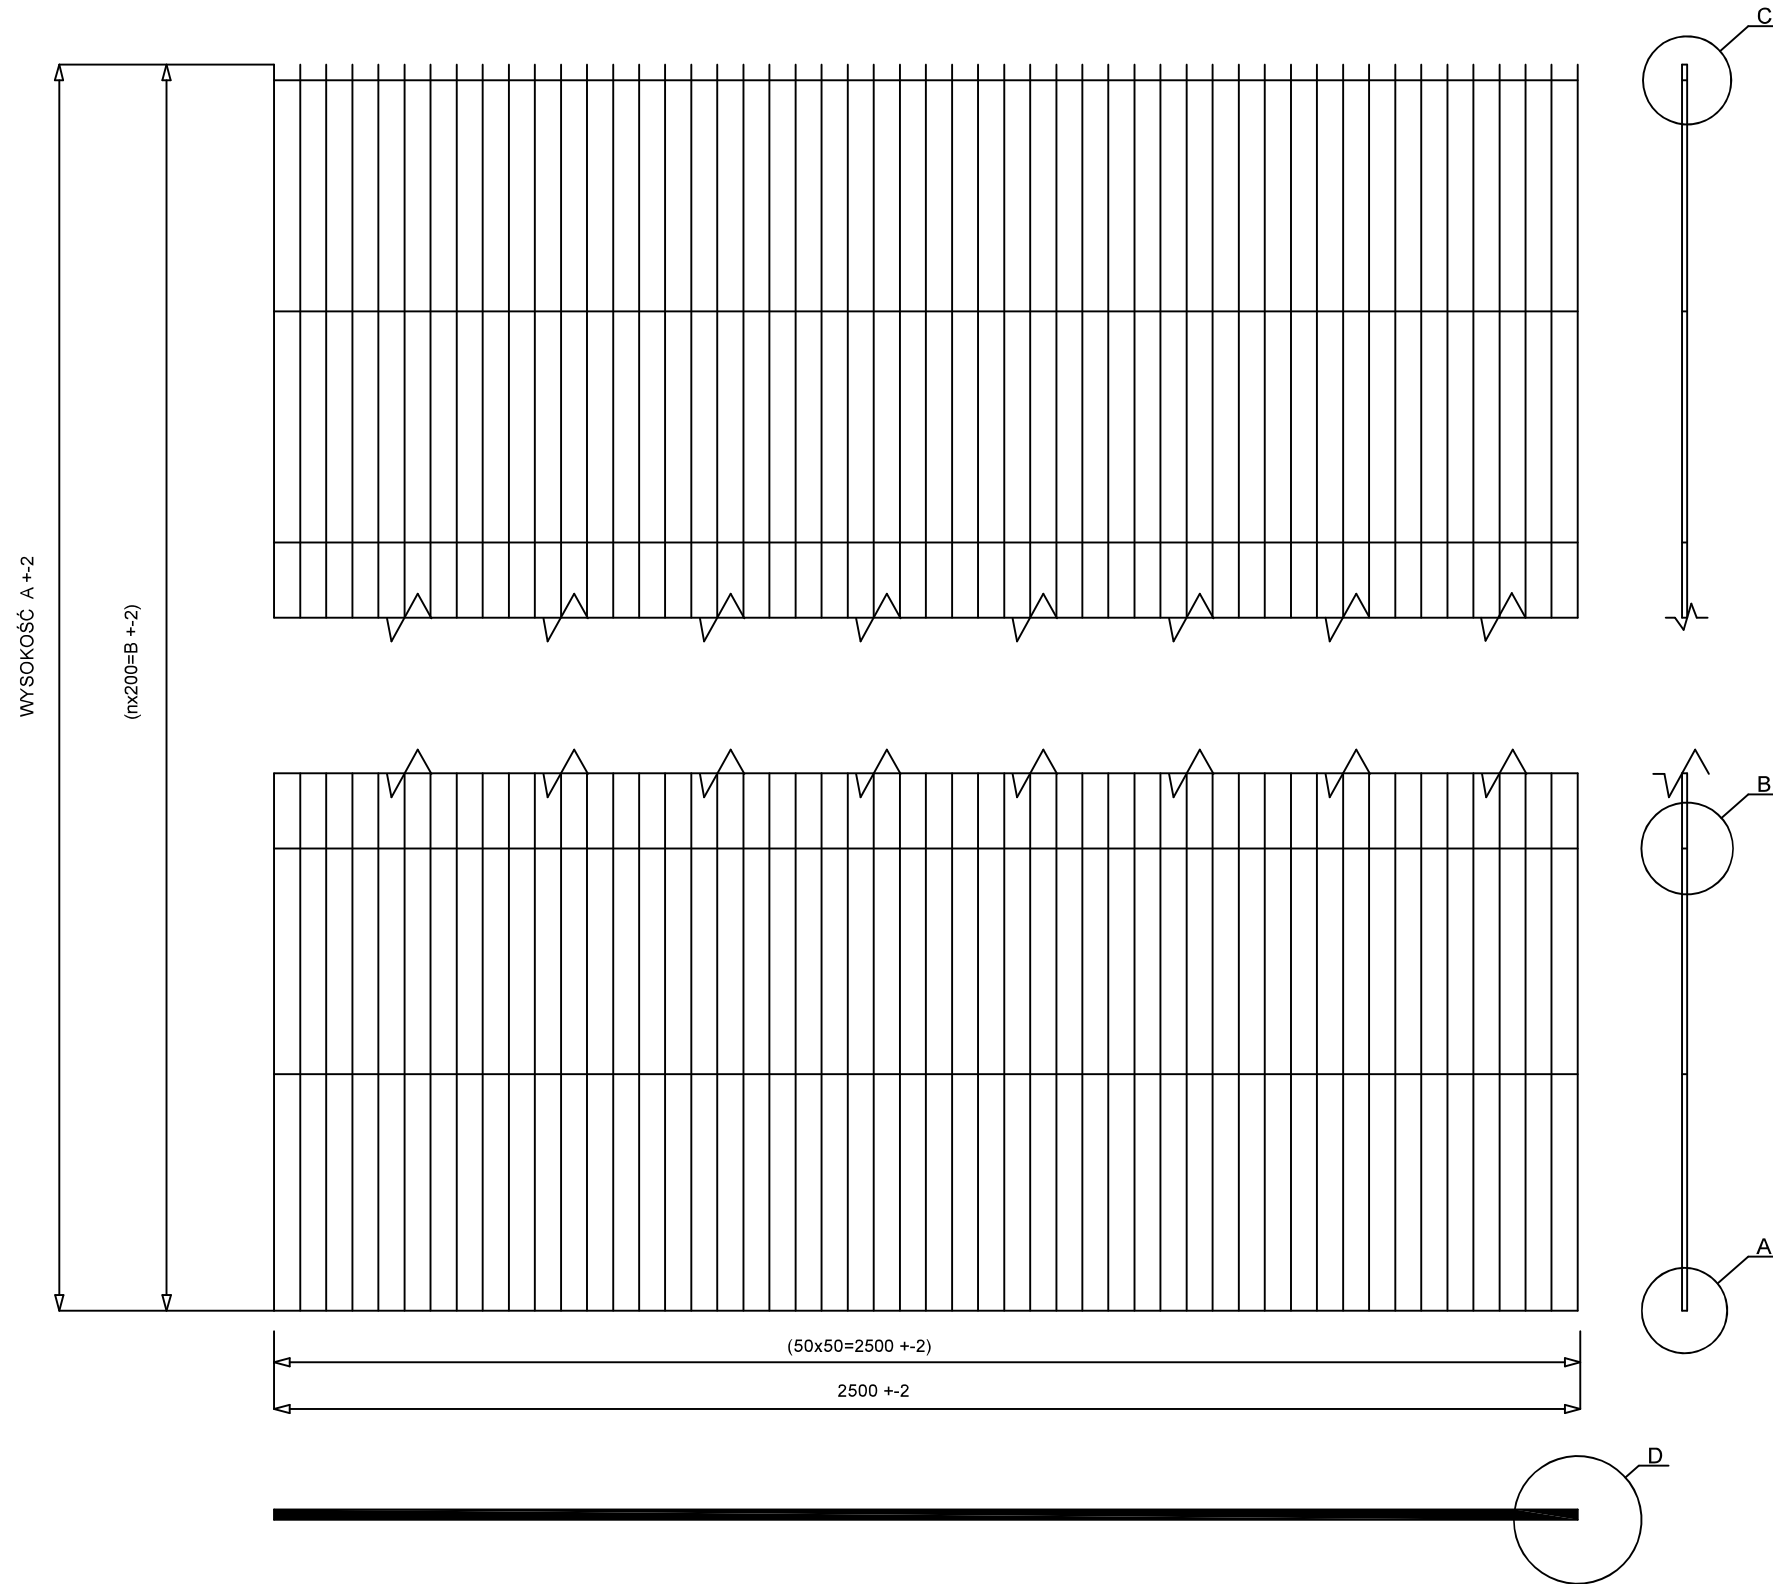 C
WYSOKOŚĆ A +-2
(nx200=B +-2)
B
A
(50x50=2500 +-2)
2500 +-2
D